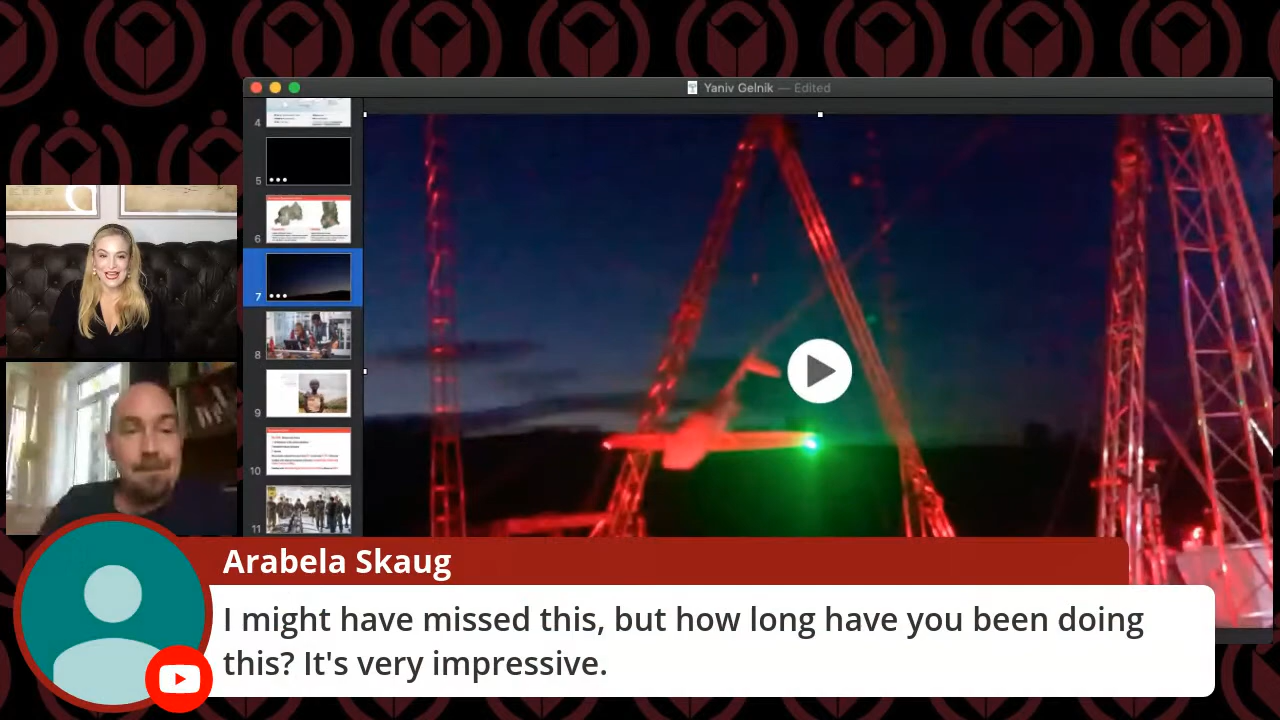 Yaniv Gelnik — Edited
4
5
6
7
8
9
10
11
Arabela Skaug
I might have missed this, but how long have you been doing
this? It's very impressive.